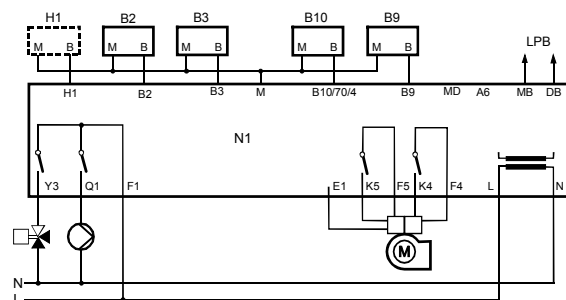 H1 B2 B3 B10 B9 LPB
M B M B M B M B M B
H1 B2 B3 M B10/70/4 B9 MD A6 MB DB
N1
Y3 Q1 F1 E1 K5 F5 K4 F4 L N
M
N
L